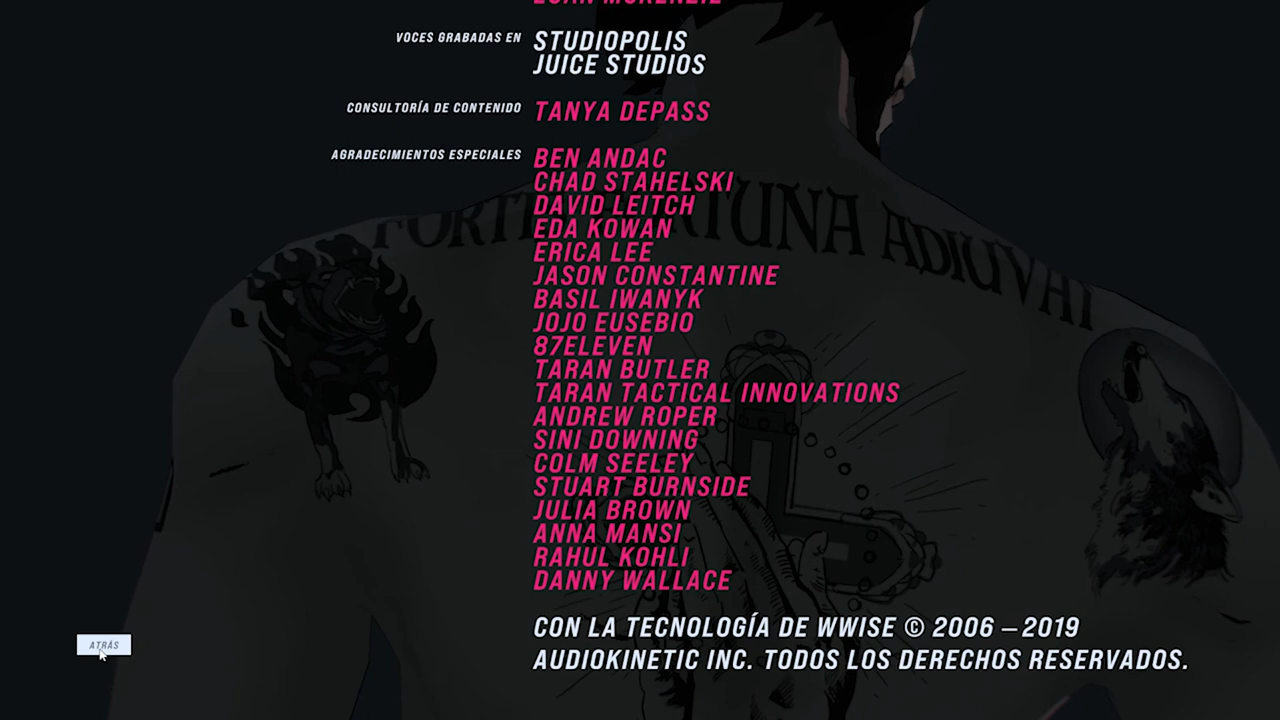 VOCES GRABADAS EN STUDIOPOLIS
JUICE STUDIOS
CONSULTORÍA DE CONTENIDO TANYA DEPASS
AGRADECIMIENTOS ESPECIALES BEN ANDAC
CHAD STAHELSKI
DAVID LEITCH
EDA KOWAN
ERICA LEE
JASON CONSTANTINE
BASIL IWANYK
JOJO EUSEBIO
87ELEVEN
TARAN BUTLER
TARAN TACTICAL INNOVATIONS
ANDREW ROPER
SINI DOWNING
COLM SEELEY
STUART BURNSIDE
JULIA BROWN
ANNA MANSI
RAHUL KOHLI
DANNY WALLACE
CON LA TECNOLOGÍA DE WWISE © 2006 – 2019
AUDIOKINETIC INC. TODOS LOS DERECHOS RESERVADOS.
ATRÁS
ADIUVAT